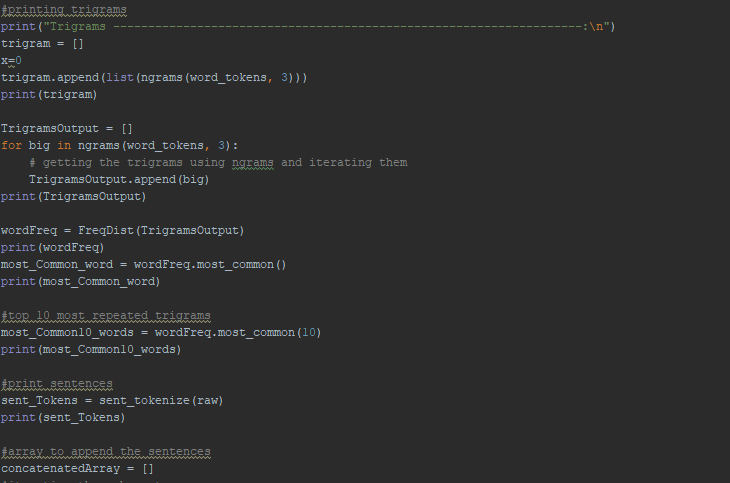 #printing trigrams
print("Trigrams -------------------------------------------------------------------:\n")
trigram = []
x=0
trigram.append(list(ngrams(word_tokens, 3)))
print(trigram)
TrigramsOutput = []
for big in ngrams(word_tokens, 3):
# getting the trigrams using ngrams and iterating them
TrigramsOutput.append(big)
print(TrigramsOutput)
wordFreq = FreqDist(TrigramsOutput)
print(wordFreq)
most_Common_word = wordFreq.most_common()
print(most_Common_word)
#top 10 most repeated trigrams
most_Common10_words = wordFreq.most_common(10)
print(most_Common10_words)
#print sentences
sent_Tokens = sent_tokenize(raw)
print(sent_Tokens)
#array to append the sentences
concatenatedArray = []